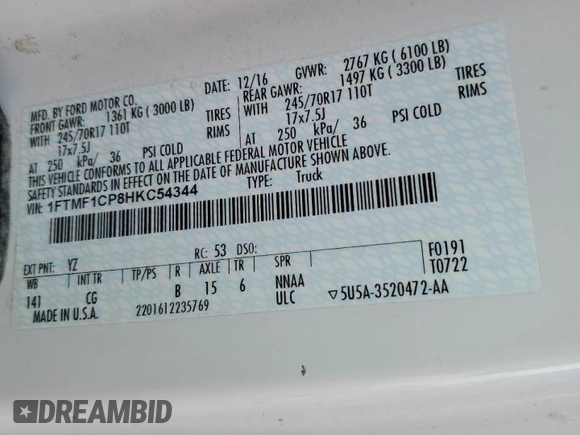 MFD. BY FORD MOTOR CO. DATE: 12/16 GVWR: 2767 KG (6100 LB)
FRONT GAWR: 1361 KG (3000 LB) REAR GAWR: 1497 KG (3300 LB)
WITH 245/70R17 110T TIRES WITH 245/70R17 110T TIRES
17x7.5J RIMS 17x7.5J RIMS
AT 250 kPa/ 36 PSI COLD AT 250 kPa/ 36 PSI COLD
THIS VEHICLE CONFORMS TO ALL APPLICABLE FEDERAL MOTOR VEHICLE
SAFETY STANDARDS IN EFFECT ON THE DATE OF MANUFACTURE SHOWN ABOVE.
VIN: 1FTMF1CP8HKC54344 TYPE: Truck
EXT PNT: YZ RC: 53 DSO: F0191
WB INT TR TP/PS R AXLE TR SPR T0722
141 CG B 15 6 NNAA
ULC
MADE IN U.S.A. 2201612235769 ▽5U5A-3520472-AA
DREAMBID